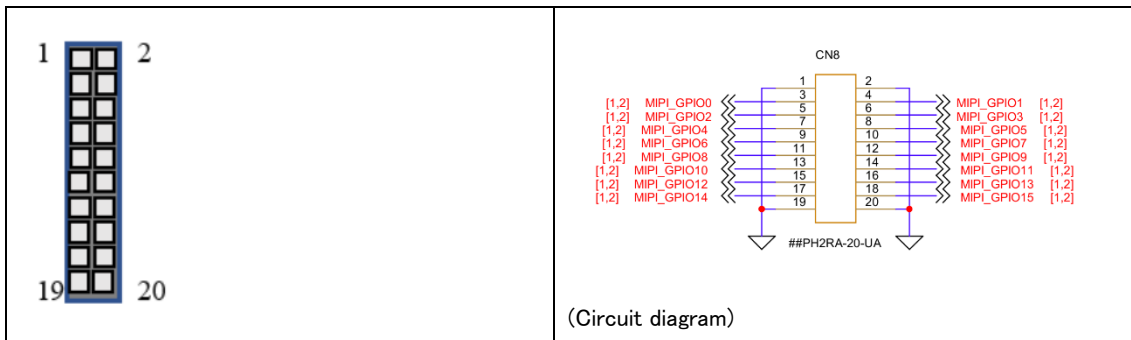 1 2
19 20
CN8
1 2
3 4
5 6
7 8
9 10
11 12
13 14
15 16
17 18
19 20
[1,2] MIPI_GPIO0 MIPI_GPIO1 [1,2]
[1,2] MIPI_GPIO2 MIPI_GPIO3 [1,2]
[1,2] MIPI_GPIO4 MIPI_GPIO5 [1,2]
[1,2] MIPI_GPIO6 MIPI_GPIO7 [1,2]
[1,2] MIPI_GPIO8 MIPI_GPIO9 [1,2]
[1,2] MIPI_GPIO10 MIPI_GPIO11 [1,2]
[1,2] MIPI_GPIO12 MIPI_GPIO13 [1,2]
[1,2] MIPI_GPIO14 MIPI_GPIO15 [1,2]
##PH2RA-20-UA
(Circuit diagram)